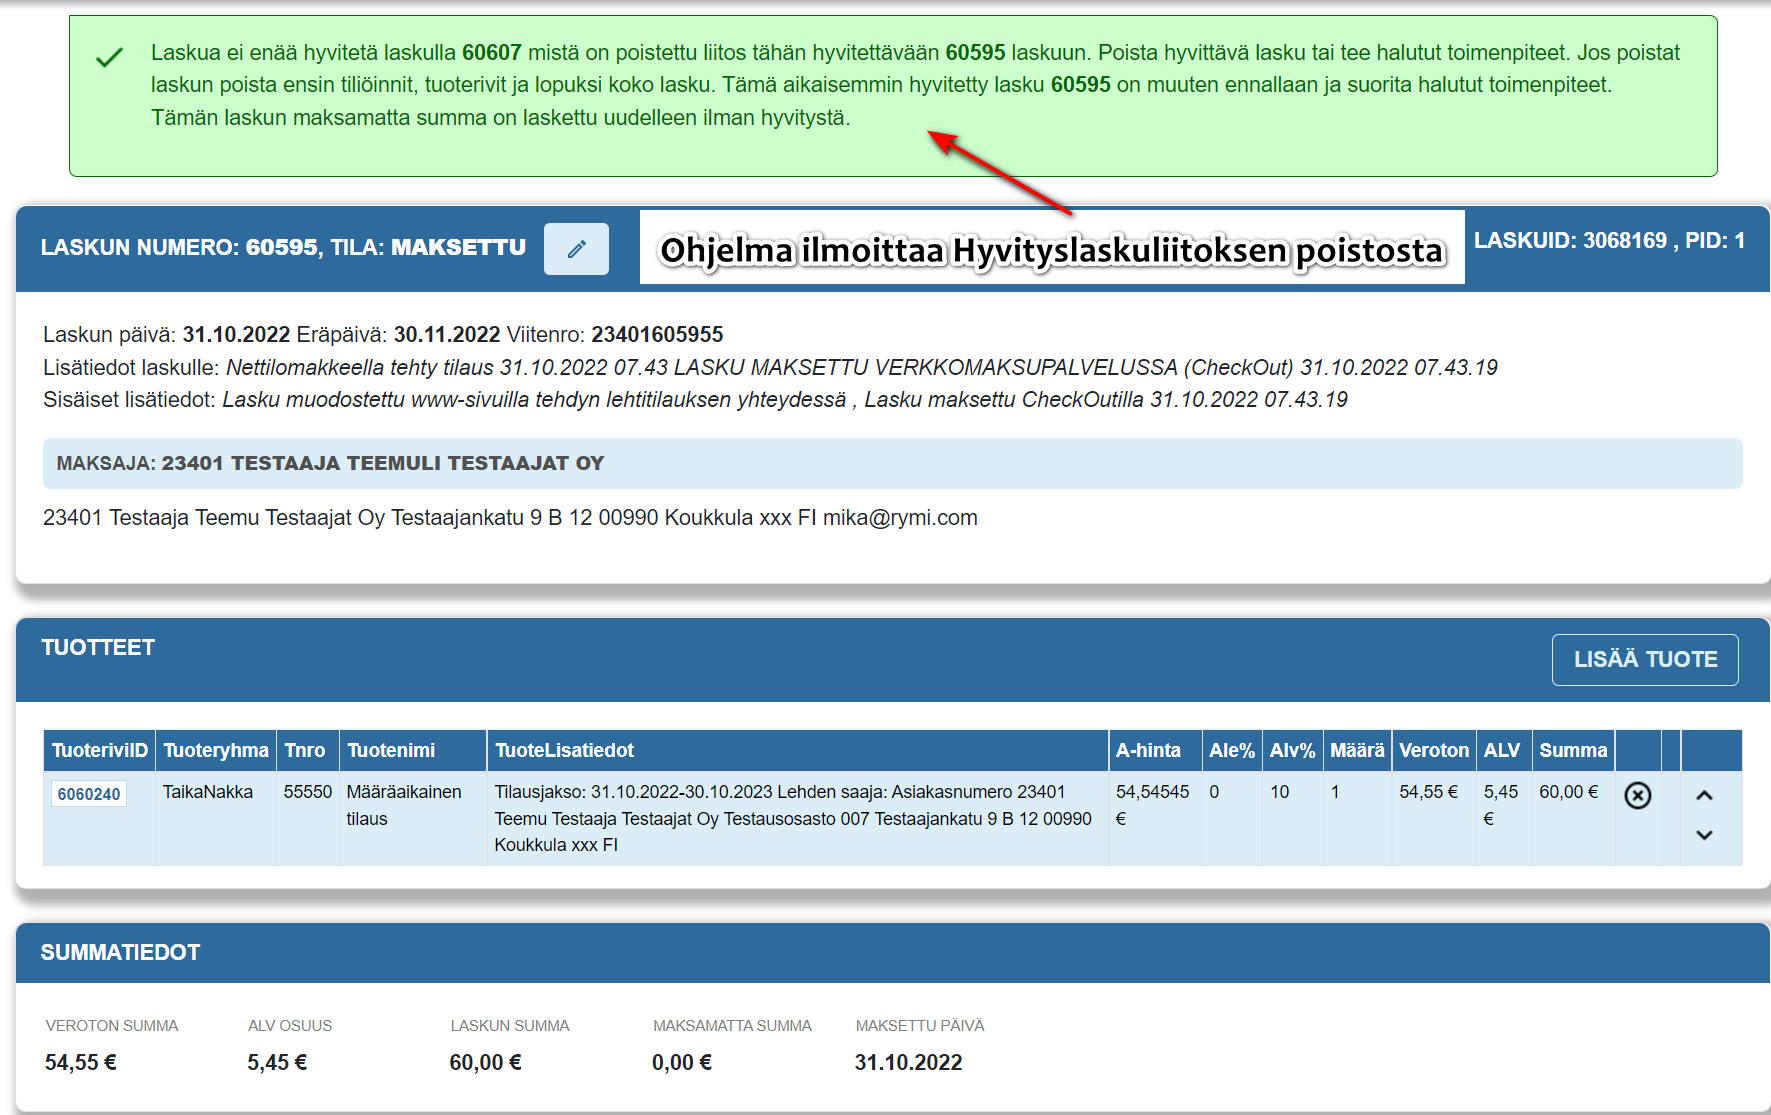 Laskua ei enää hyvitetä laskulla 60607 mistä on poistettu liitos tähän hyvitettävään 60595 laskuun. Poista hyvittävä lasku tai tee halutut toimenpiteet. Jos poistat
laskun poista ensin tiliöinnit, tuoterivit ja lopuksi koko lasku. Tämä aikaisemmin hyvitetty lasku 60595 on muuten ennallaan ja suorita halutut toimenpiteet.
Tämän laskun maksamatta summa on laskettu uudelleen ilman hyvitystä.
LASKUN NUMERO: 60595, TILA: MAKSETTU
Ohjelma ilmoittaa Hyvityslaskuliitoksen poistosta
LASKUID: 3068169 , PID: 1
Laskun päivä: 31.10.2022 Eräpäivä: 30.11.2022 Viitenro: 23401605955
Lisätiedot laskulle: Nettilomakkeella tehty tilaus 31.10.2022 07.43 LASKU MAKSETTU VERKKOMAKSUPALVELUSSA (CheckOut) 31.10.2022 07.43.19
Sisäiset lisätiedot: Lasku muodostettu www-sivuilla tehdyn lehtitilauksen yhteydessä , Lasku maksettu CheckOutilla 31.10.2022 07.43.19
MAKSAJA: 23401 TESTAAJA TEEMULI TESTAAJAT OY
23401 Testaaja Teemu Testaajat Oy Testaajankatu 9 B 12 00990 Koukkula xxx FI mika@rymi.com
TUOTTEET
LISÄÄ TUOTE
TuoteriviID Tuoteryhma Tnro Tuotenimi TuoteLisatiedot A-hinta Ale% Alv% Määrä Veroton ALV Summa
6060240 TaikaNakka 55550 Määräaikainen Tilausjakso: 31.10.2022-30.10.2023 Lehden saaja: Asiakasnumero 23401 54,54545 0 10 1 54,55 € 5,45 60,00 €
tilaus Teemu Testaaja Testaajat Oy Testausosasto 007 Testaajankatu 9 B 12 00990 € €
Koukkula xxx FI
SUMMATIEDOT
VEROTON SUMMA ALV OSUUS LASKUN SUMMA MAKSAMATTA SUMMA MAKSETTU PÄIVÄ
54,55 € 5,45 € 60,00 € 0,00 € 31.10.2022